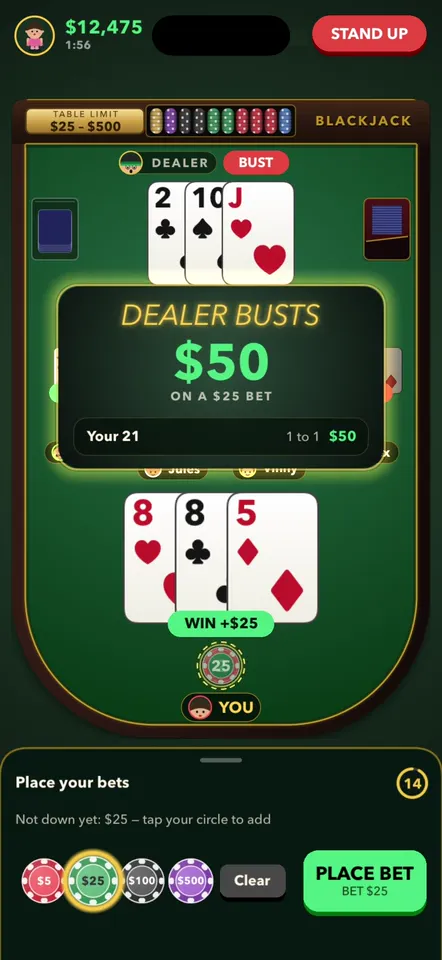 $12,475
1:56
STAND UP
TABLE LIMIT
$25 – $500
BLACKJACK
DEALER
BUST
2
10
J
DEALER BUSTS
$50
ON A $25 BET
Your 21
1 to 1 $50
Jules
Vinny
x
8
8
5
WIN +$25
25
YOU
Place your bets
14
Not down yet: $25 — tap your circle to add
$5
$25
$100
$500
Clear
PLACE BET
BET $25